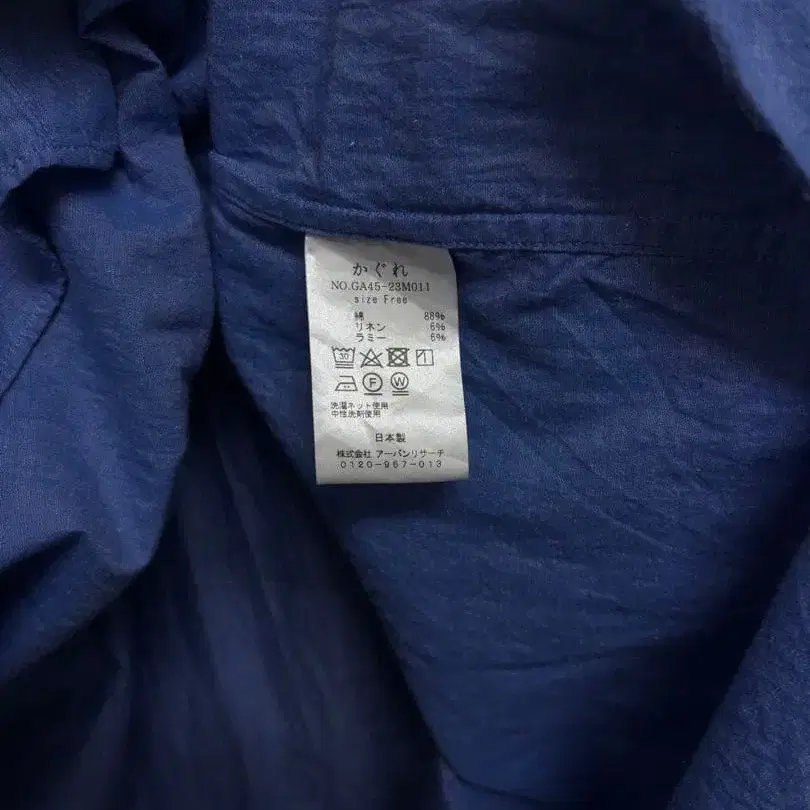 かぐれ
NO.GA45-23M011
size Free
綿 88%
リネン 6%
ラミー 6%
30
F W
洗濯ネット使用
中性洗剤使用
日本製
株式会社 アーバンリサーチ
0120-967-013